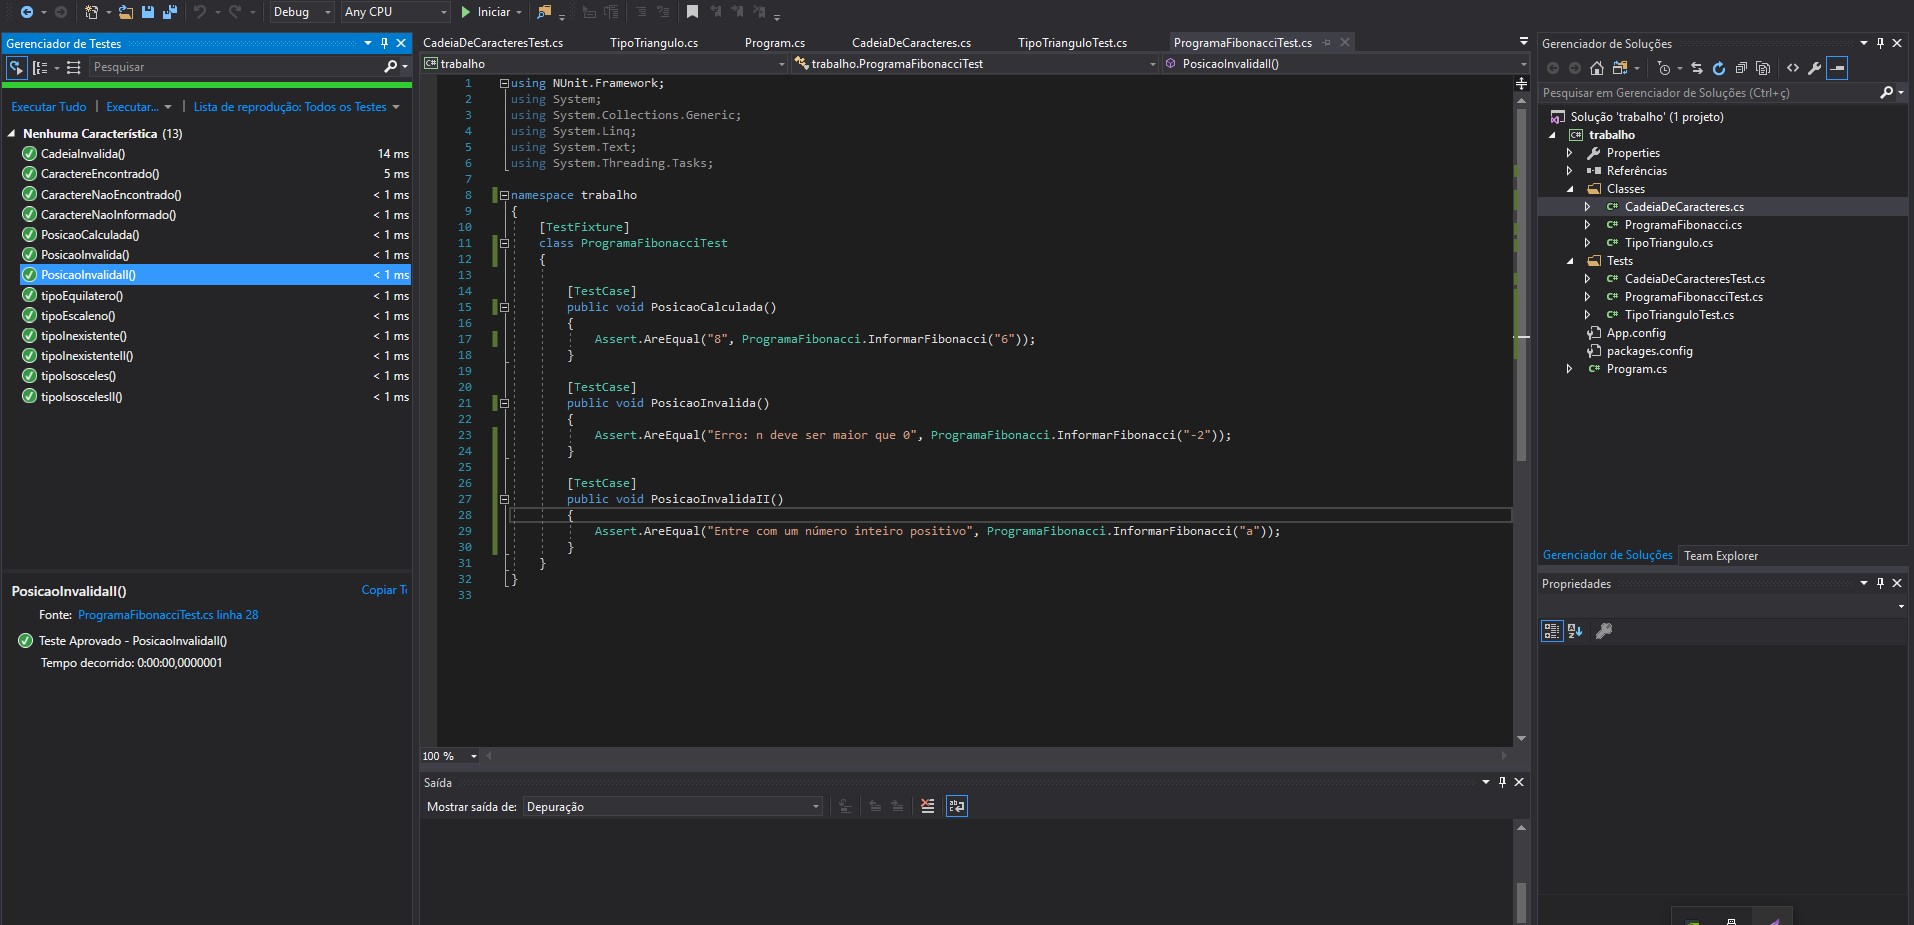 Debug Any CPU Iniciar
Gerenciador de Testes
Pesquisar
Executar Tudo | Executar... | Lista de reprodução: Todos os Testes
Nenhuma Característica (13)
CadeiaInvalida() 14 ms
CaractereEncontrado() 5 ms
CaractereNaoEncontrado() < 1 ms
CaractereNaoInformado() < 1 ms
PosicaoCalculada() < 1 ms
PosicaoInvalida() < 1 ms
PosicaoInvalidaII() < 1 ms
tipoEquilatero() < 1 ms
tipoEscaleno() < 1 ms
tipoInexistente() < 1 ms
tipoInexistenteII() < 1 ms
tipoIsosceles() < 1 ms
tipoIsoscelesII() < 1 ms
PosicaoInvalidaII() Copiar T
Fonte: ProgramaFibonacciTest.cs linha 28
Teste Aprovado - PosicaoInvalidaII()
Tempo decorrido: 0:00:00,0000001
CadeiaDeCaracteresTest.cs TipoTriangulo.cs Program.cs CadeiaDeCaracteres.cs TipoTrianguloTest.cs ProgramaFibonacciTest.cs
C# trabalho trabalho.ProgramaFibonacciTest PosicaoInvalidaII()
1 using NUnit.Framework;
2 using System;
3 using System.Collections.Generic;
4 using System.Linq;
5 using System.Text;
6 using System.Threading.Tasks;
7
8 namespace trabalho
9 {
10 [TestFixture]
11 class ProgramaFibonacciTest
12 {
13
14 [TestCase]
15 public void PosicaoCalculada()
16 {
17 Assert.AreEqual("8", ProgramaFibonacci.InformarFibonacci("6"));
18 }
19
20 [TestCase]
21 public void PosicaoInvalida()
22 {
23 Assert.AreEqual("Erro: n deve ser maior que 0", ProgramaFibonacci.InformarFibonacci("-2"));
24 }
25
26 [TestCase]
27 public void PosicaoInvalidaII()
28 {
29 Assert.AreEqual("Entre com um número inteiro positivo", ProgramaFibonacci.InformarFibonacci("a"));
30 }
31 }
32 }
33
100 %
Saída
Mostrar saída de: Depuração
Gerenciador de Soluções
Pesquisar em Gerenciador de Soluções (Ctrl+ç)
Solução 'trabalho' (1 projeto)
C# trabalho
Properties
Referências
Classes
C# CadeiaDeCaracteres.cs
C# ProgramaFibonacci.cs
C# TipoTriangulo.cs
Tests
C# CadeiaDeCaracteresTest.cs
C# ProgramaFibonacciTest.cs
C# TipoTrianguloTest.cs
App.config
packages.config
C# Program.cs
Gerenciador de Soluções Team Explorer
Propriedades